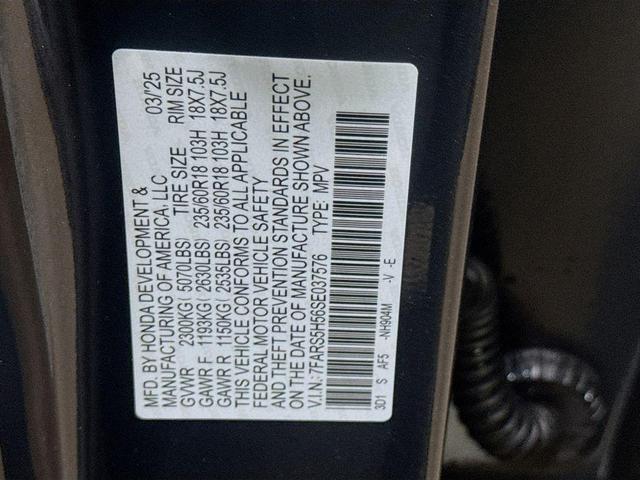 MFD. BY HONDA DEVELOPMENT & 03/'25
MANUFACTURING OF AMERICA, LLC
GVWR 2300KG( 5070LBS) TIRE SIZE RIM SIZE
GAWR F 1193KG( 2630LBS) 235/60R18 103H 18X7.5J
GAWR R 1150KG( 2535LBS) 235/60R18 103H 18X7.5J
THIS VEHICLE CONFORMS TO ALL APPLICABLE
FEDERAL MOTOR VEHICLE SAFETY
AND THEFT PREVENTION STANDARDS IN EFFECT
ON THE DATE OF MANUFACTURE SHOWN ABOVE.
V.I.N.:7FARS5H56SE037576 TYPE: MPV
3D1 S AF5 -NH904M -V -E